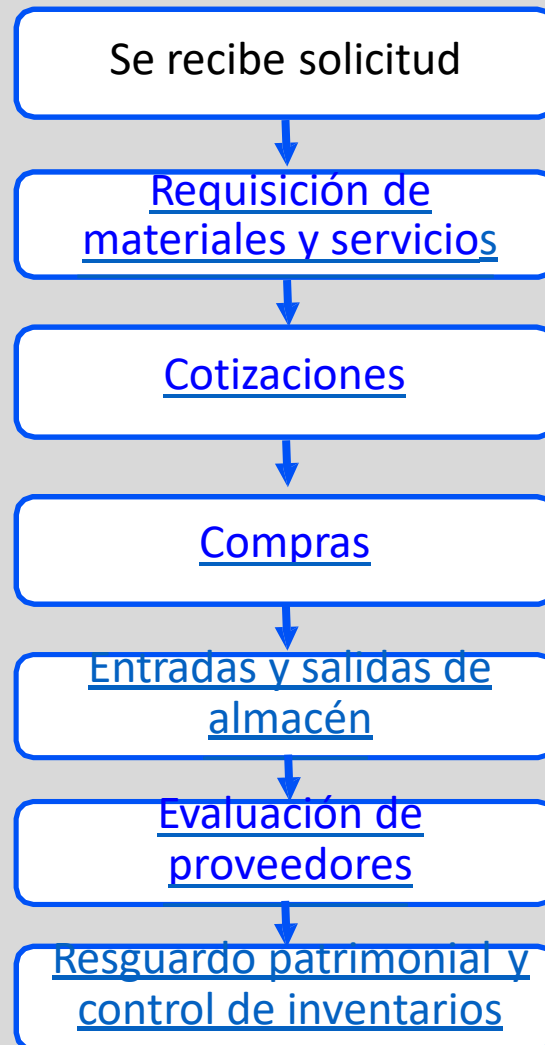 Se recibe solicitud
Requisición de
materiales y servicios
Cotizaciones
Compras
Entradas y salidas de
almacén
Evaluación de
proveedores
Resguardo patrimonial y
control de inventarios